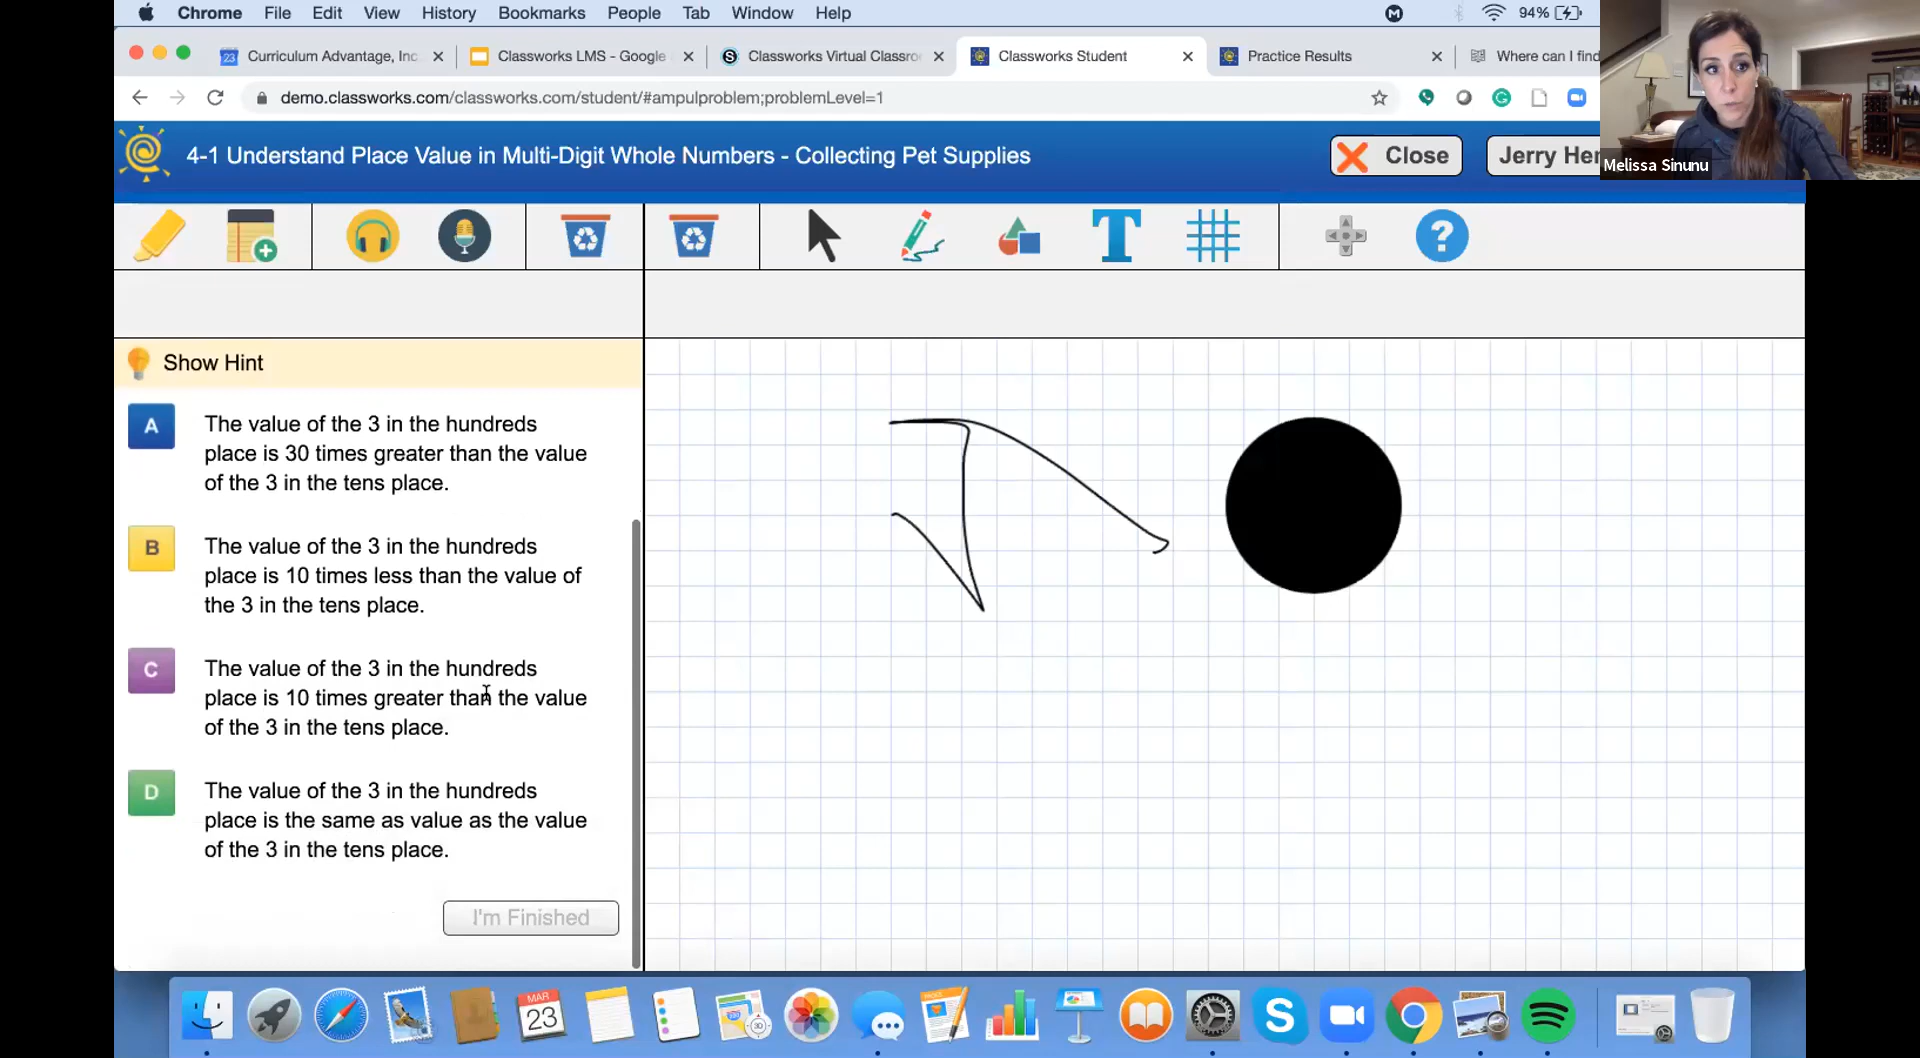 Chrome File Edit View History Bookmarks People Tab Window Help M 94%
23 Curriculum Advantage, Inc Classworks LMS - Google S Classworks Virtual Classro Classworks Student Practice Results Where can I find
demo.classworks.com/classworks.com/student/#ampulproblem;problemLevel=1
4-1 Understand Place Value in Multi-Digit Whole Numbers - Collecting Pet Supplies Close Jerry Her
Melissa Sinunu
T ?
Show Hint
A The value of the 3 in the hundreds
place is 30 times greater than the value
of the 3 in the tens place.
B The value of the 3 in the hundreds
place is 10 times less than the value of
the 3 in the tens place.
C The value of the 3 in the hundreds
place is 10 times greater than the value
of the 3 in the tens place.
D The value of the 3 in the hundreds
place is the same as value as the value
of the 3 in the tens place.
I'm Finished
MAR
23
S